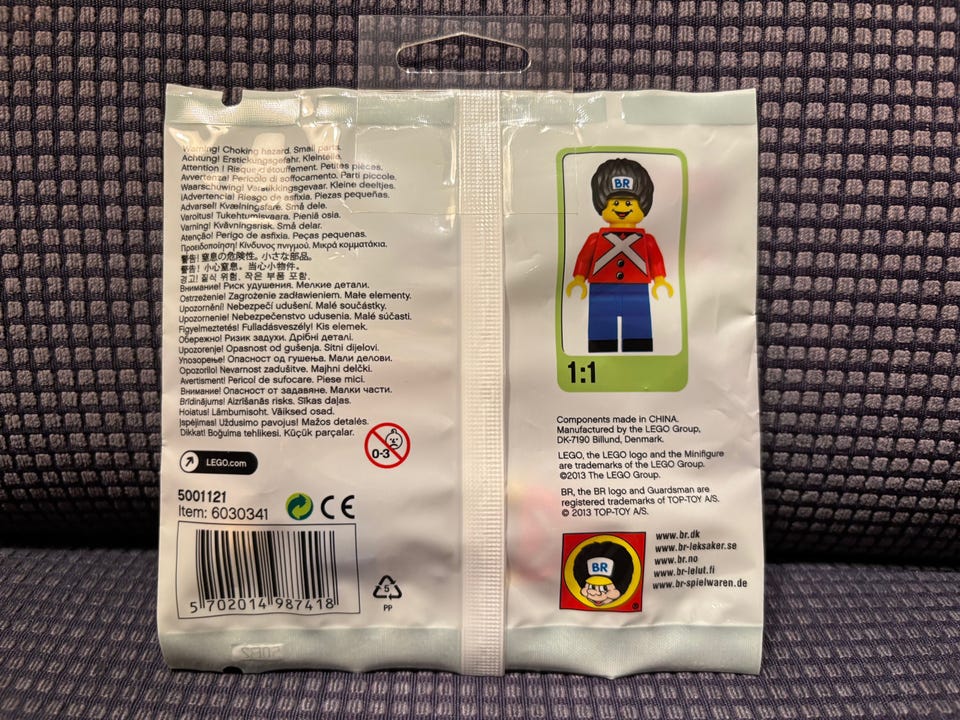 Warning! Choking hazard. Small parts.
Achtung! Erstickungsgefahr. Kleinteile.
Attention ! Risque d'étouffement. Petites pièces.
Avvertenza! Pericolo di soffocamento. Parti piccole.
Waarschuwing! Verstikkingsgevaar. Kleine deeltjes.
¡Advertencia! Riesgo de asfixia. Piezas pequeñas.
Advarsel! Kvælningsfare. Små dele.
Varoitus! Tukehtumisvaara. Pieniä osia.
Varning! Kvävningsrisk. Små delar.
Atenção! Perigo de asfixia. Peças pequenas.
Προειδοποίηση! Κίνδυνος πνιγμού. Μικρά κομματάκια.
警告! 窒息の危険性。小さな部品。
警告! 小心窒息。当心小物件。
경고! 질식 위험. 작은 부품 포함.
Внимание! Риск удушения. Мелкие детали.
Ostrzeżenie! Zagrożenie zadławieniem. Małe elementy.
Upozornění! Nebezpečí udušení. Malé součástky.
Upozornenie! Nebezpečenstvo udusenia. Malé súčasti.
Figyelmeztetés! Fulladásveszély! Kis elemek.
Обережно! Ризик задухи. Дрібні деталі.
Upozorenje! Opasnost od gušenja. Sitni dijelovi.
Упозорење! Опасност од гушења. Мали делови.
Opozorilo! Nevarnost zadušitve. Majhni delčki.
Avertisment! Pericol de sufocare. Piese mici.
Внимание! Опасност от задавяне. Малки части.
Brīdinājums! Aizrīšanās risks. Sīkas daļas.
Hoiatus! Lämbumisoht. Väiksed osad.
Įspėjimas! Uždusimo pavojus! Mažos detalės.
Dikkat! Boğulma tehlikesi. Küçük parçalar.
0-3
LEGO.com
5001121
Item: 6030341
CE
5 702014 987418
5
PP
BR
1:1
Components made in CHINA.
Manufactured by the LEGO Group,
DK-7190 Billund, Denmark.
LEGO, the LEGO logo and the Minifigure
are trademarks of the LEGO Group.
©2013 The LEGO Group.
BR, the BR logo and Guardsman are
registered trademarks of TOP-TOY A/S.
© 2013 TOP-TOY A/S.
BR
®
www.br.dk
www.br-leksaker.se
www.br.no
www.br-lelut.fi
www.br-spielwaren.de